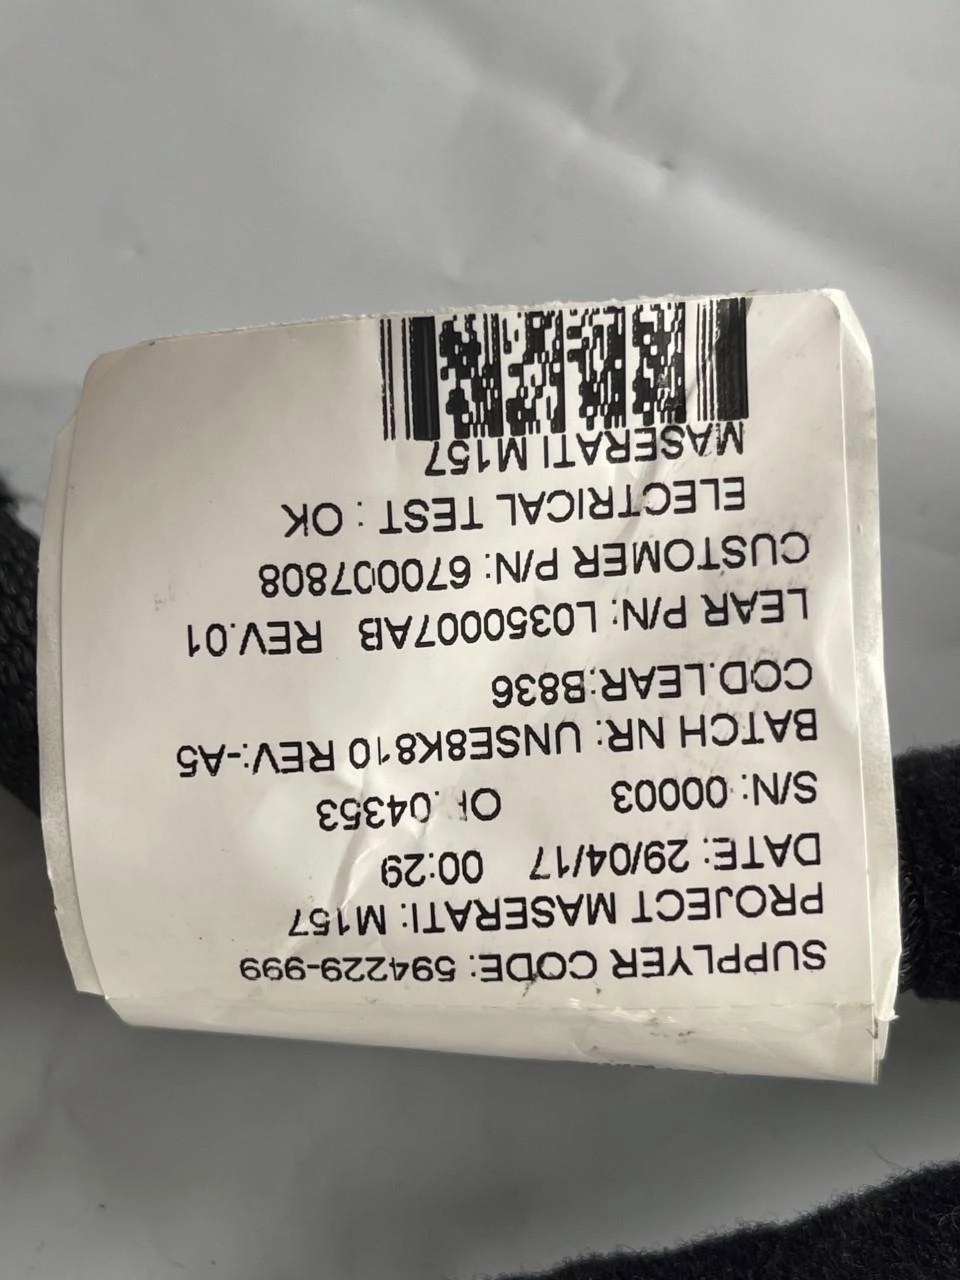 SUPPLYER CODE: 594229-999
PROJECT MASERATI: M157
DATE: 29/04/17 00:29
S/N: 00003 OF: 04353
BATCH NR: UNSE8K810 REV:-A5
COD.LEAR:B836
LEAR P/N: L0350007AB REV.01
CUSTOMER P/N: 670007808
ELECTRICAL TEST : OK
MASERATI M157